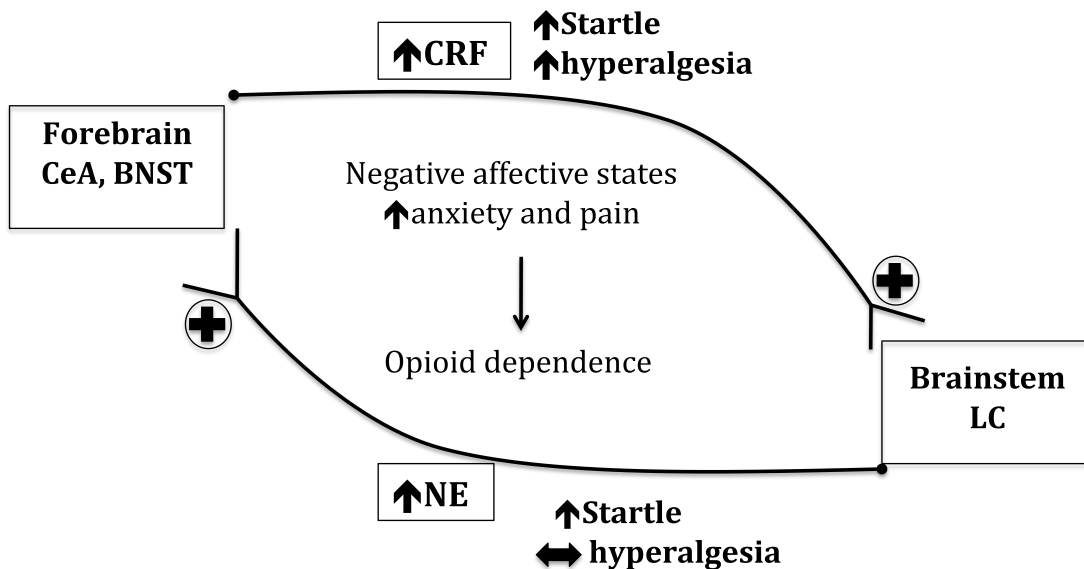 CRF
Startle
hyperalgesia
Forebrain
CeA, BNST
Negative affective states
anxiety and pain
Opioid dependence
Brainstem
LC
NE
Startle
hyperalgesia